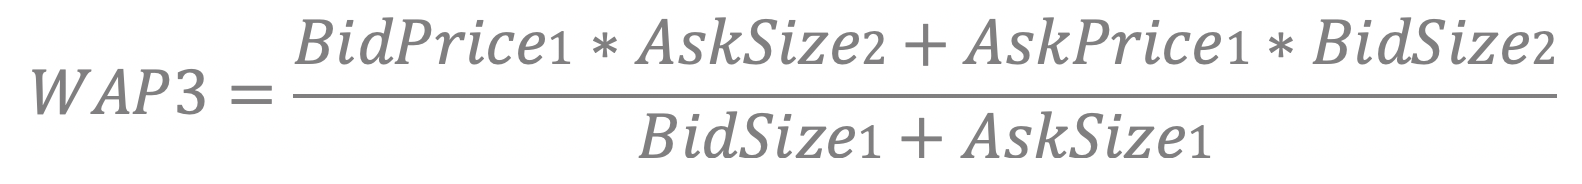 WAP3 = BidPrice1 * AskSize2 + AskPrice1 * BidSize2
BidSize1 + AskSize1